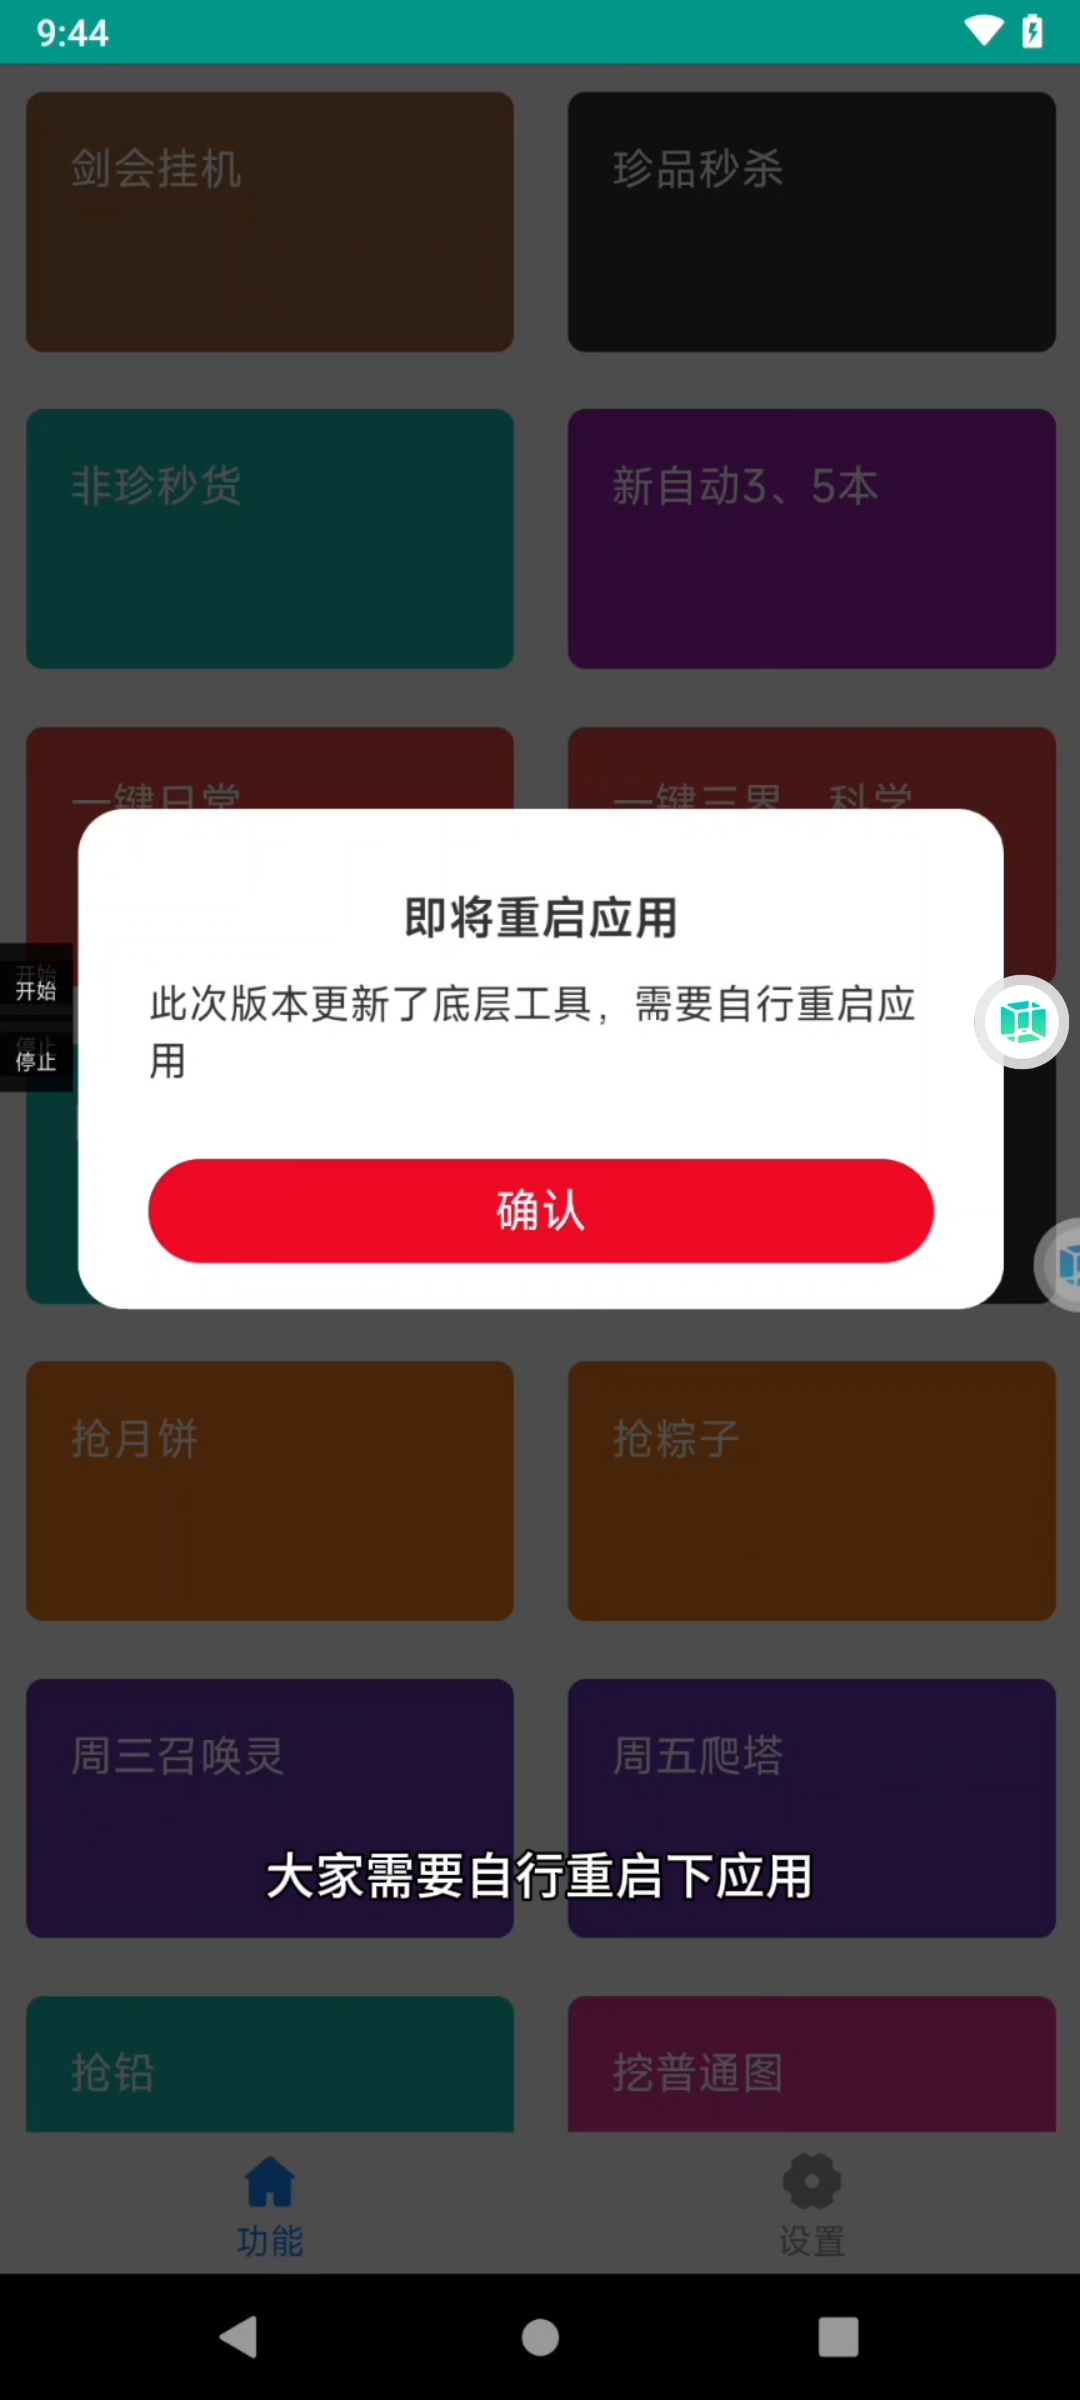 9:44
剑会挂机
珍品秒杀
非珍秒货
新自动3、5本
一键日常
一键三界、科举
即将重启应用
此次版本更新了底层工具，需要自行重启应
用
开始
开始
停止
停止
确认
抢月饼
抢粽子
周三召唤灵
周五爬塔
大家需要自行重启下应用
抢铅
挖普通图
功能
设置